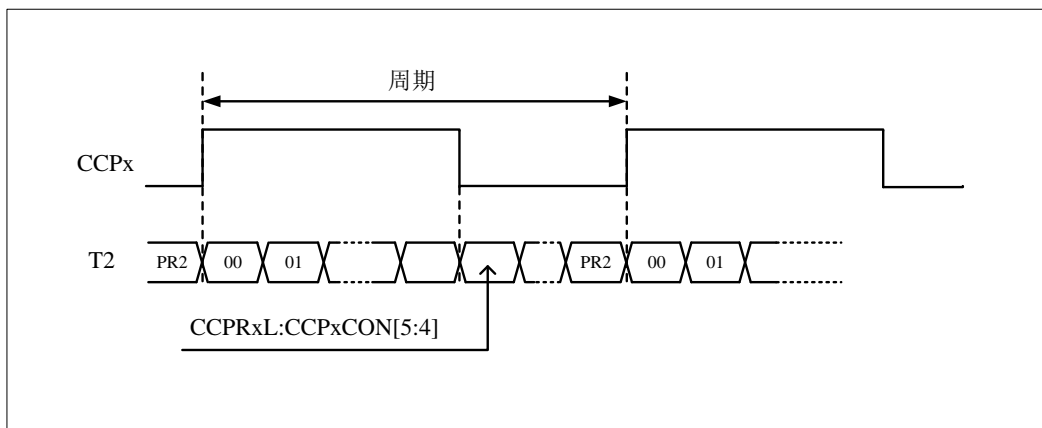 周期
CCPx
T2 PR2 00 01 PR2 00 01
CCPRxL:CCPxCON[5:4]